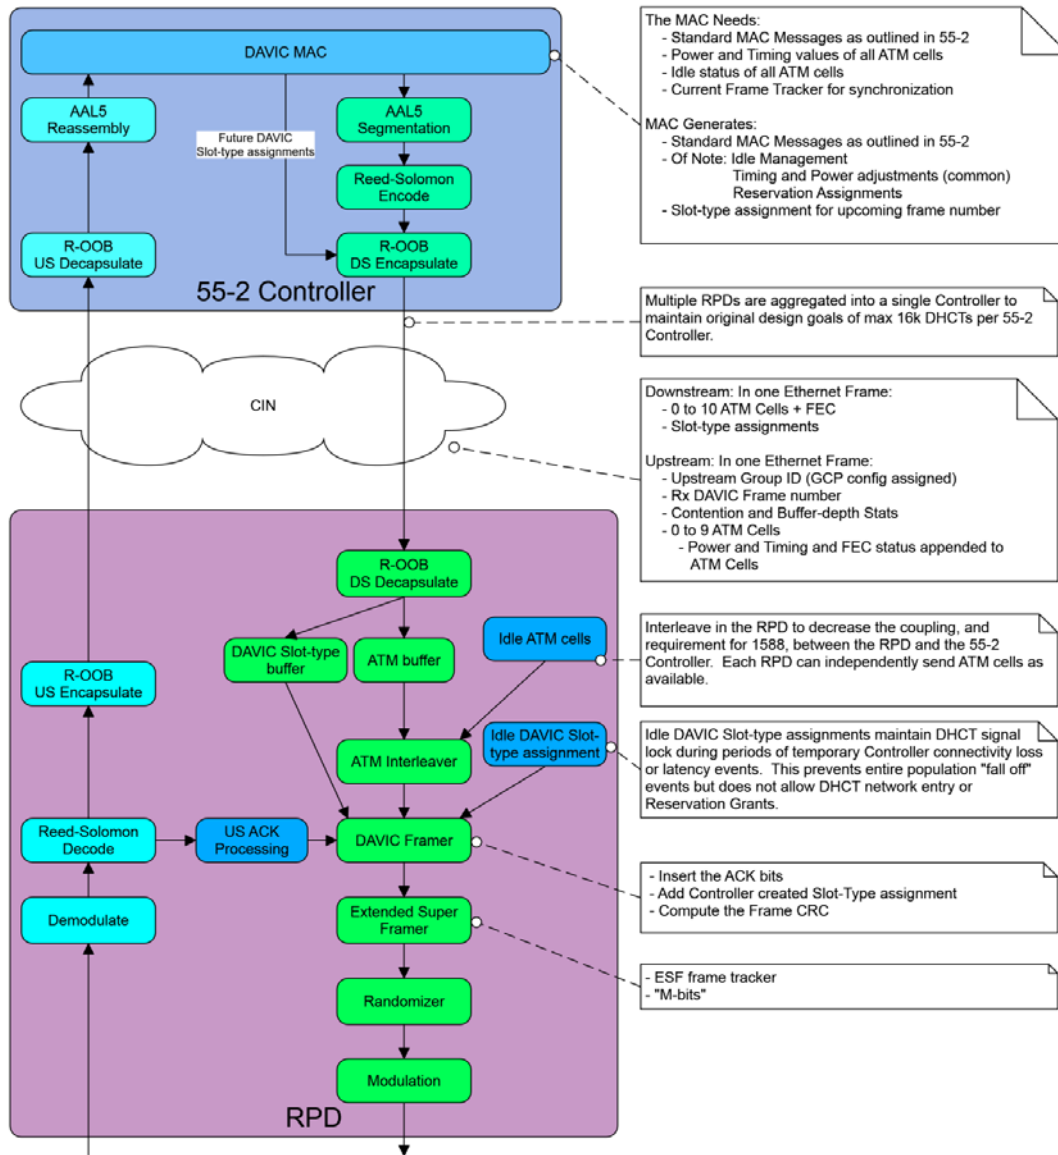 DAVIC MAC
AAL5
Reassembly
Future DAVIC
Slot-type assignments
AAL5
Segmentation
Reed-Solomon
Encode
R-OOB
US Decapsulate
R-OOB
DS Encapsulate
55-2 Controller
The MAC Needs:
- Standard MAC Messages as outlined in 55-2
- Power and Timing values of all ATM cells
- Idle status of all ATM cells
- Current Frame Tracker for synchronization
MAC Generates:
- Standard MAC Messages as outlined in 55-2
- Of Note: Idle Management
Timing and Power adjustments (common)
Reservation Assignments
- Slot-type assignment for upcoming frame number
Multiple RPDs are aggregated into a single Controller to
maintain original design goals of max 16k DHCTs per 55-2
Controller.
CIN
Downstream: In one Ethernet Frame:
- 0 to 10 ATM Cells + FEC
- Slot-type assignments
Upstream: In one Ethernet Frame:
- Upstream Group ID (GCP config assigned)
- Rx DAVIC Frame number
- Contention and Buffer-depth Stats
- 0 to 9 ATM Cells
- Power and Timing and FEC status appended to
ATM Cells
R-OOB
DS Decapsulate
DAVIC Slot-type
buffer
ATM buffer
Idle ATM cells
Interleave in the RPD to decrease the coupling, and
requirement for 1588, between the RPD and the 55-2
Controller. Each RPD can independently send ATM cells as
available.
R-OOB
US Encapsulate
ATM Interleaver
Idle DAVIC Slot-
type assignment
Idle DAVIC Slot-type assignments maintain DHCT signal
lock during periods of temporary Controller connectivity loss
or latency events. This prevents entire population "fall off"
events but does not allow DHCT network entry or
Reservation Grants.
Reed-Solomon
Decode
US ACK
Processing
DAVIC Framer
- Insert the ACK bits
- Add Controller created Slot-Type assignment
- Compute the Frame CRC
Demodulate
Extended Super
Framer
- ESF frame tracker
- "M-bits"
Randomizer
Modulation
RPD